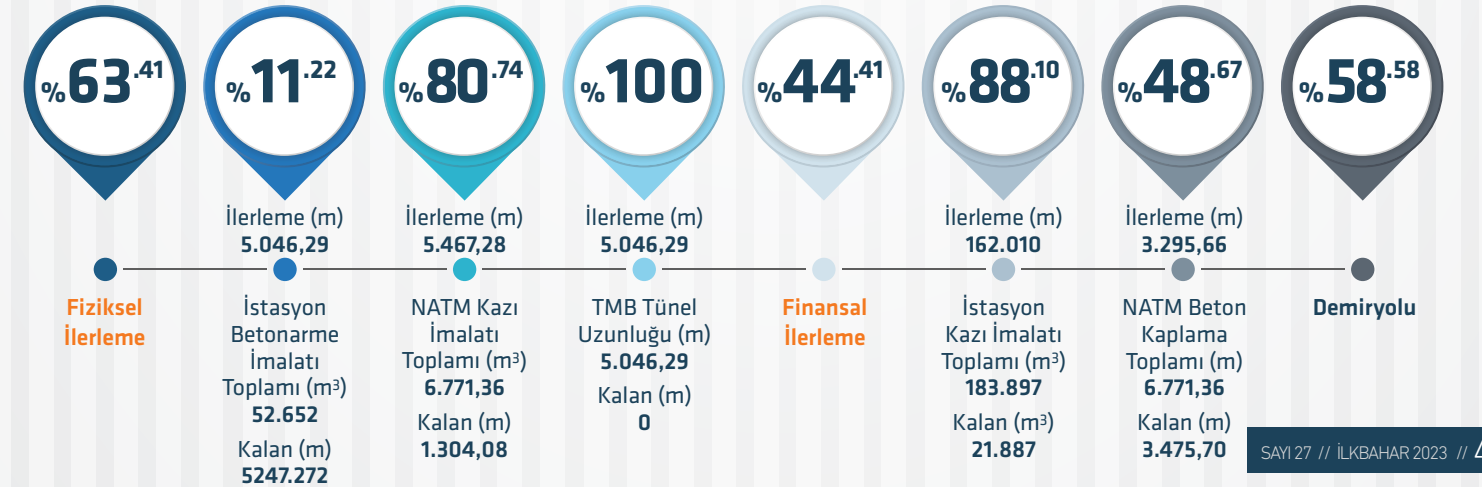 %63.41
Fiziksel
İlerleme
%11.22
İlerleme (m)
5.046,29
İstasyon
Betonarme
İmalatı
Toplamı (m³)
52.652
Kalan (m)
5247.272
%80.74
İlerleme (m)
5.467,28
NATM Kazı
İmalatı
Toplamı (m³)
6.771,36
Kalan (m)
1.304,08
%100
İlerleme (m)
5.046,29
TMB Tünel
Uzunluğu (m)
5.046,29
Kalan (m)
0
%44.41
Finansal
İlerleme
%88.10
İlerleme (m)
162.010
İstasyon
Kazı İmalatı
Toplamı (m³)
183.897
Kalan (m³)
21.887
%48.67
İlerleme (m)
3.295,66
NATM Beton
Kaplama
Toplamı (m)
6.771,36
Kalan (m)
3.475,70
%58.58
Demiryolu
SAYI 27 // İLKBAHAR 2023 //